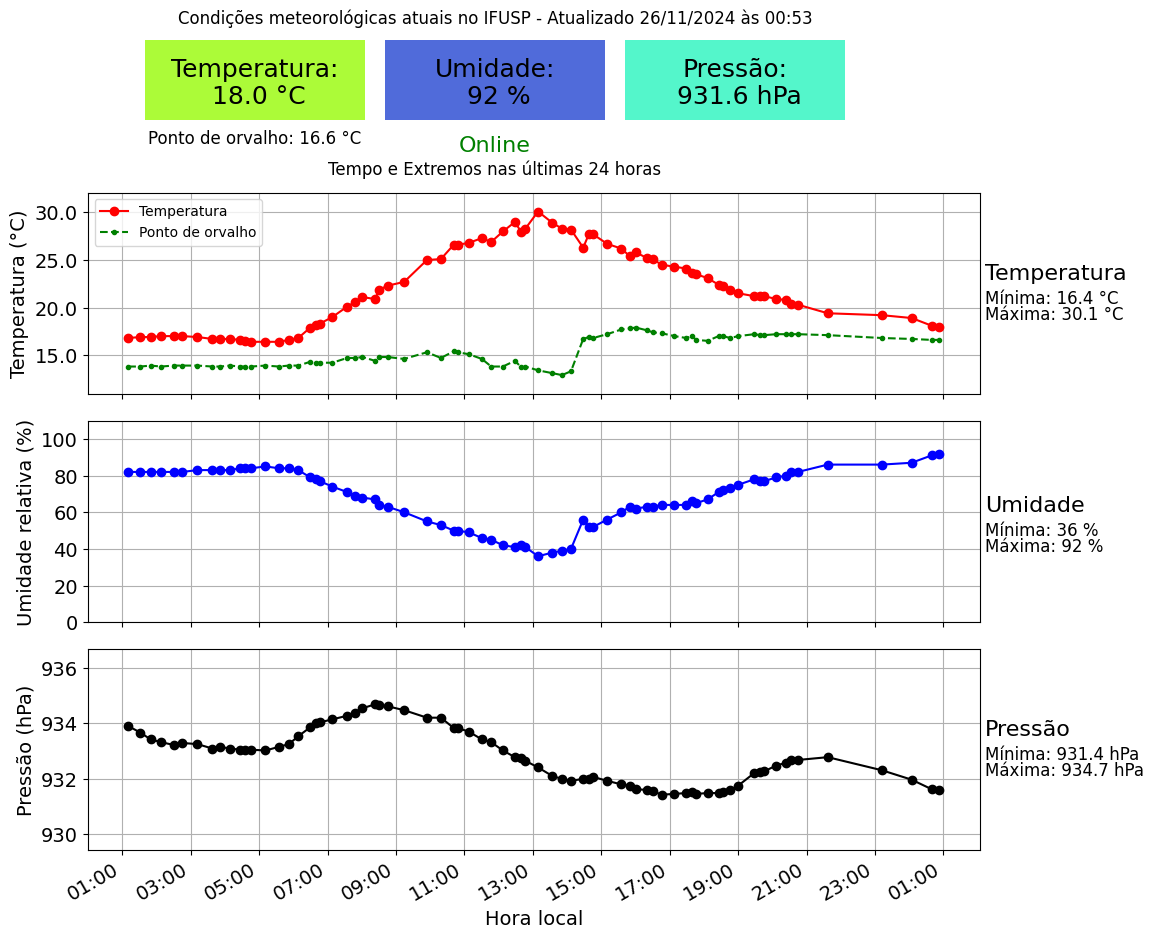 Condições meteorológicas atuais no IFUSP - Atualizado 26/11/2024 às 00:53
Temperatura:
18.0 °C
Umidade:
92 %
Pressão:
931.6 hPa
Ponto de orvalho: 16.6 °C
Online
Tempo e Extremos nas últimas 24 horas
Temperatura (°C)
30.0
25.0
20.0
15.0
Temperatura
Ponto de orvalho
Temperatura
Mínima: 16.4 °C
Máxima: 30.1 °C
Umidade relativa (%)
100
80
60
40
20
0
Umidade
Mínima: 36 %
Máxima: 92 %
Pressão (hPa)
936
934
932
930
Pressão
Mínima: 931.4 hPa
Máxima: 934.7 hPa
01:00 03:00 05:00 07:00 09:00 11:00 13:00 15:00 17:00 19:00 21:00 23:00 01:00
Hora local